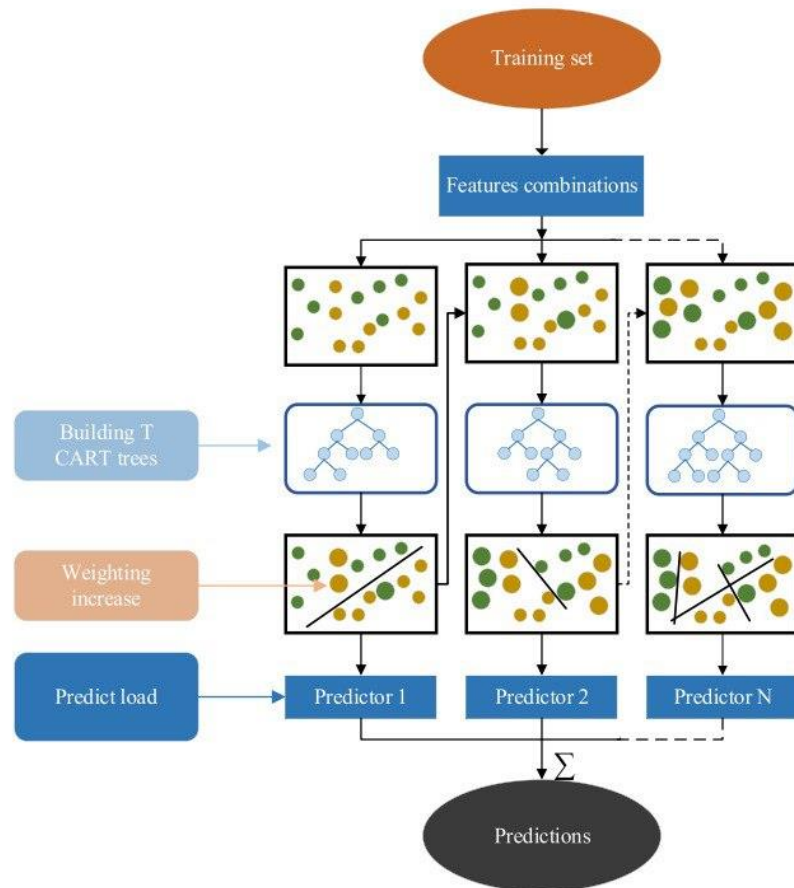 Training set
Features combinations
Building T
CART trees
Weighting
increase
Predict load
Predictor 1
Predictor 2
Predictor N
Σ
Predictions